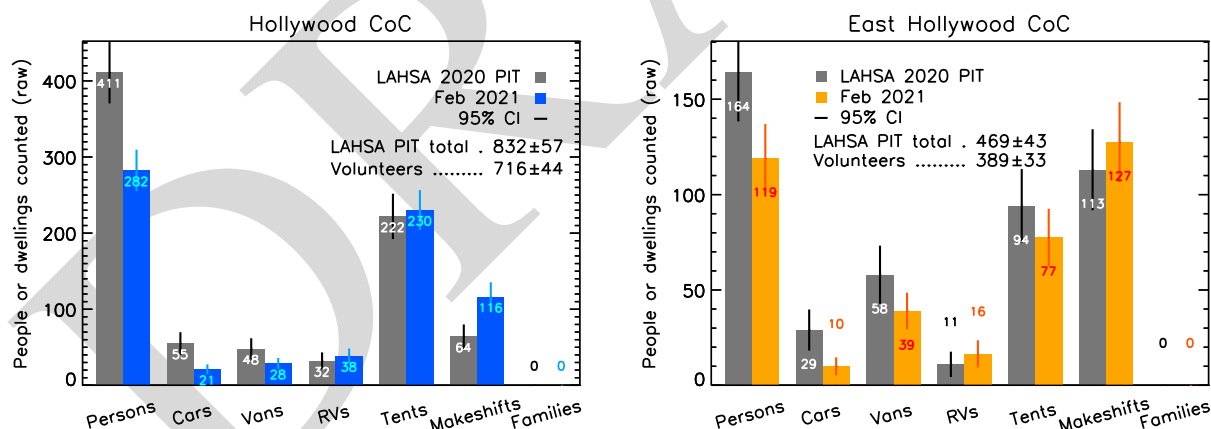 Hollywood CoC
People or dwellings counted (row)
400
300
200
100
0
LAHSA 2020 PIT
Feb 2021
95% CI
LAHSA PIT total . 832±57
Volunteers ........ 716±44
411
282
55
21
48
28
32
38
222
230
64
116
0
0
Persons
Cars
Vans
RVs
Tents
Makeshifts
Families
East Hollywood CoC
People or dwellings counted (row)
150
100
50
0
LAHSA 2020 PIT
Feb 2021
95% CI
LAHSA PIT total . 469±43
Volunteers ........ 389±33
164
119
29
10
58
39
11
16
94
77
113
127
0
0
Persons
Cars
Vans
RVs
Tents
Makeshifts
Families